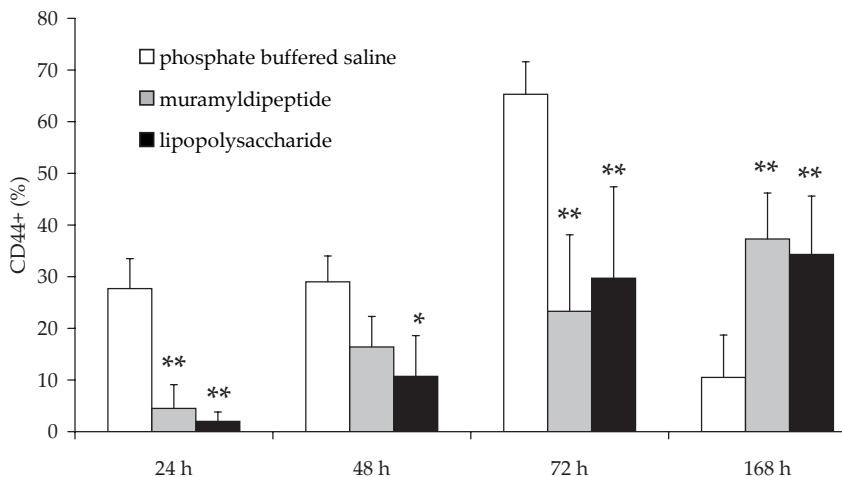 80
70
60
50
40
30
20
10
0
CD44+ (%)
phosphate buffered saline
muramyldipeptide
lipopolysaccharide
** **
*
** **
** **
24 h 48 h 72 h 168 h